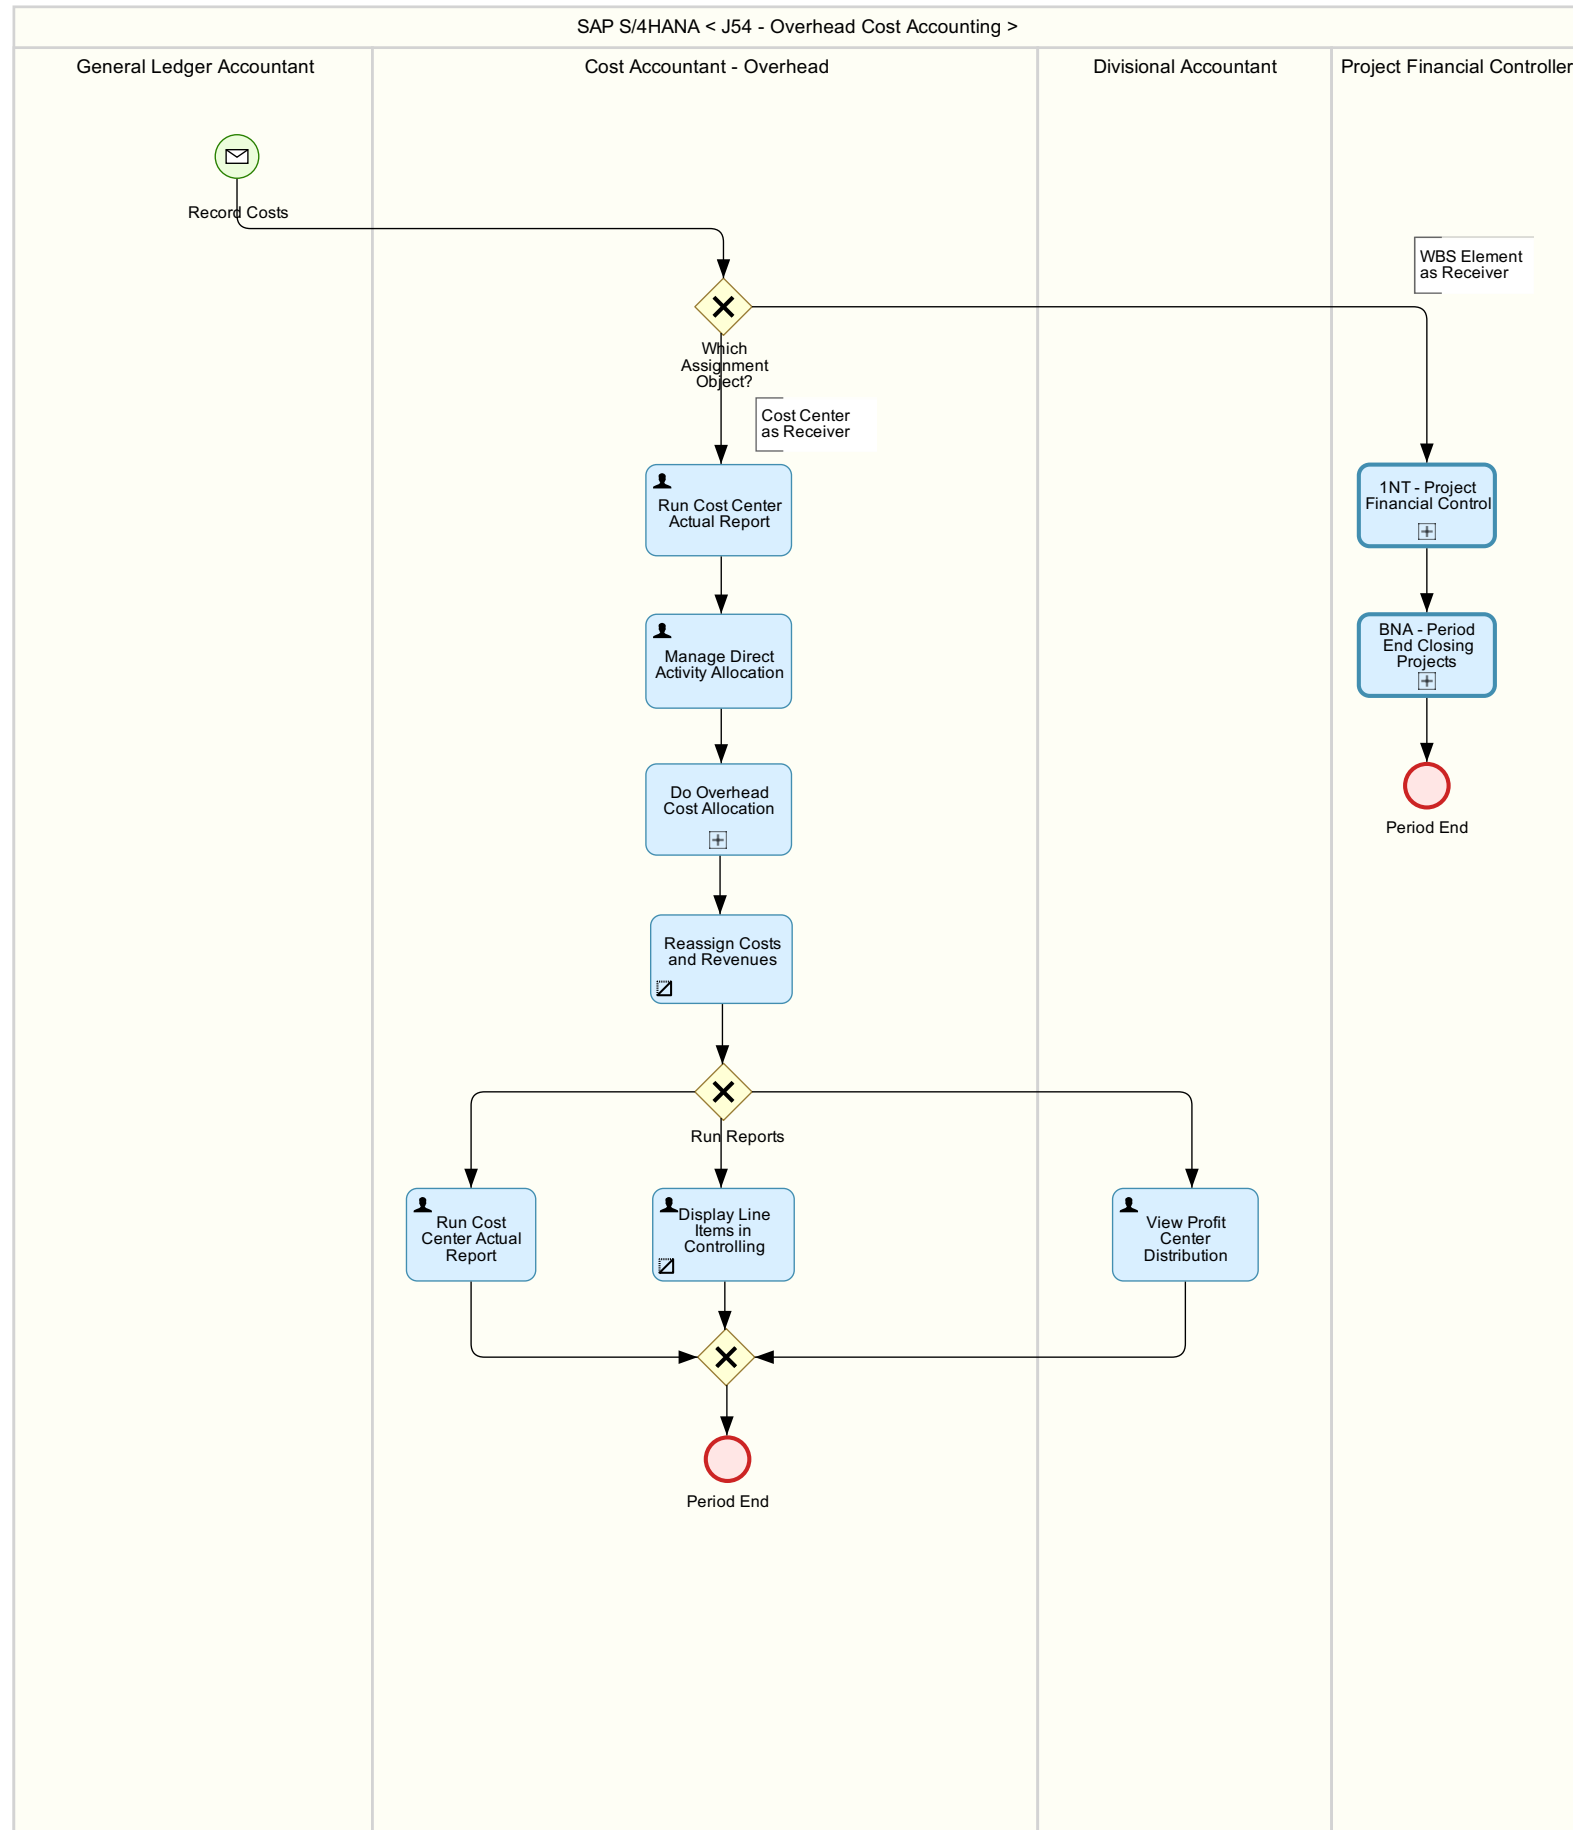 SAP S/4HANA < J54 - Overhead Cost Accounting >
General Ledger Accountant
Cost Accountant - Overhead
Divisional Accountant
Project Financial Controller
Record Costs
WBS Element
as Receiver
Which
Assignment
Object?
Cost Center
as Receiver
Run Cost Center
Actual Report
1NT - Project
Financial Control
Manage Direct
Activity Allocation
BNA - Period
End Closing
Projects
Do Overhead
Cost Allocation
Period End
Reassign Costs
and Revenues
Run Reports
Run Cost
Center Actual
Report
Display Line
Items in
Controlling
View Profit
Center
Distribution
Period End